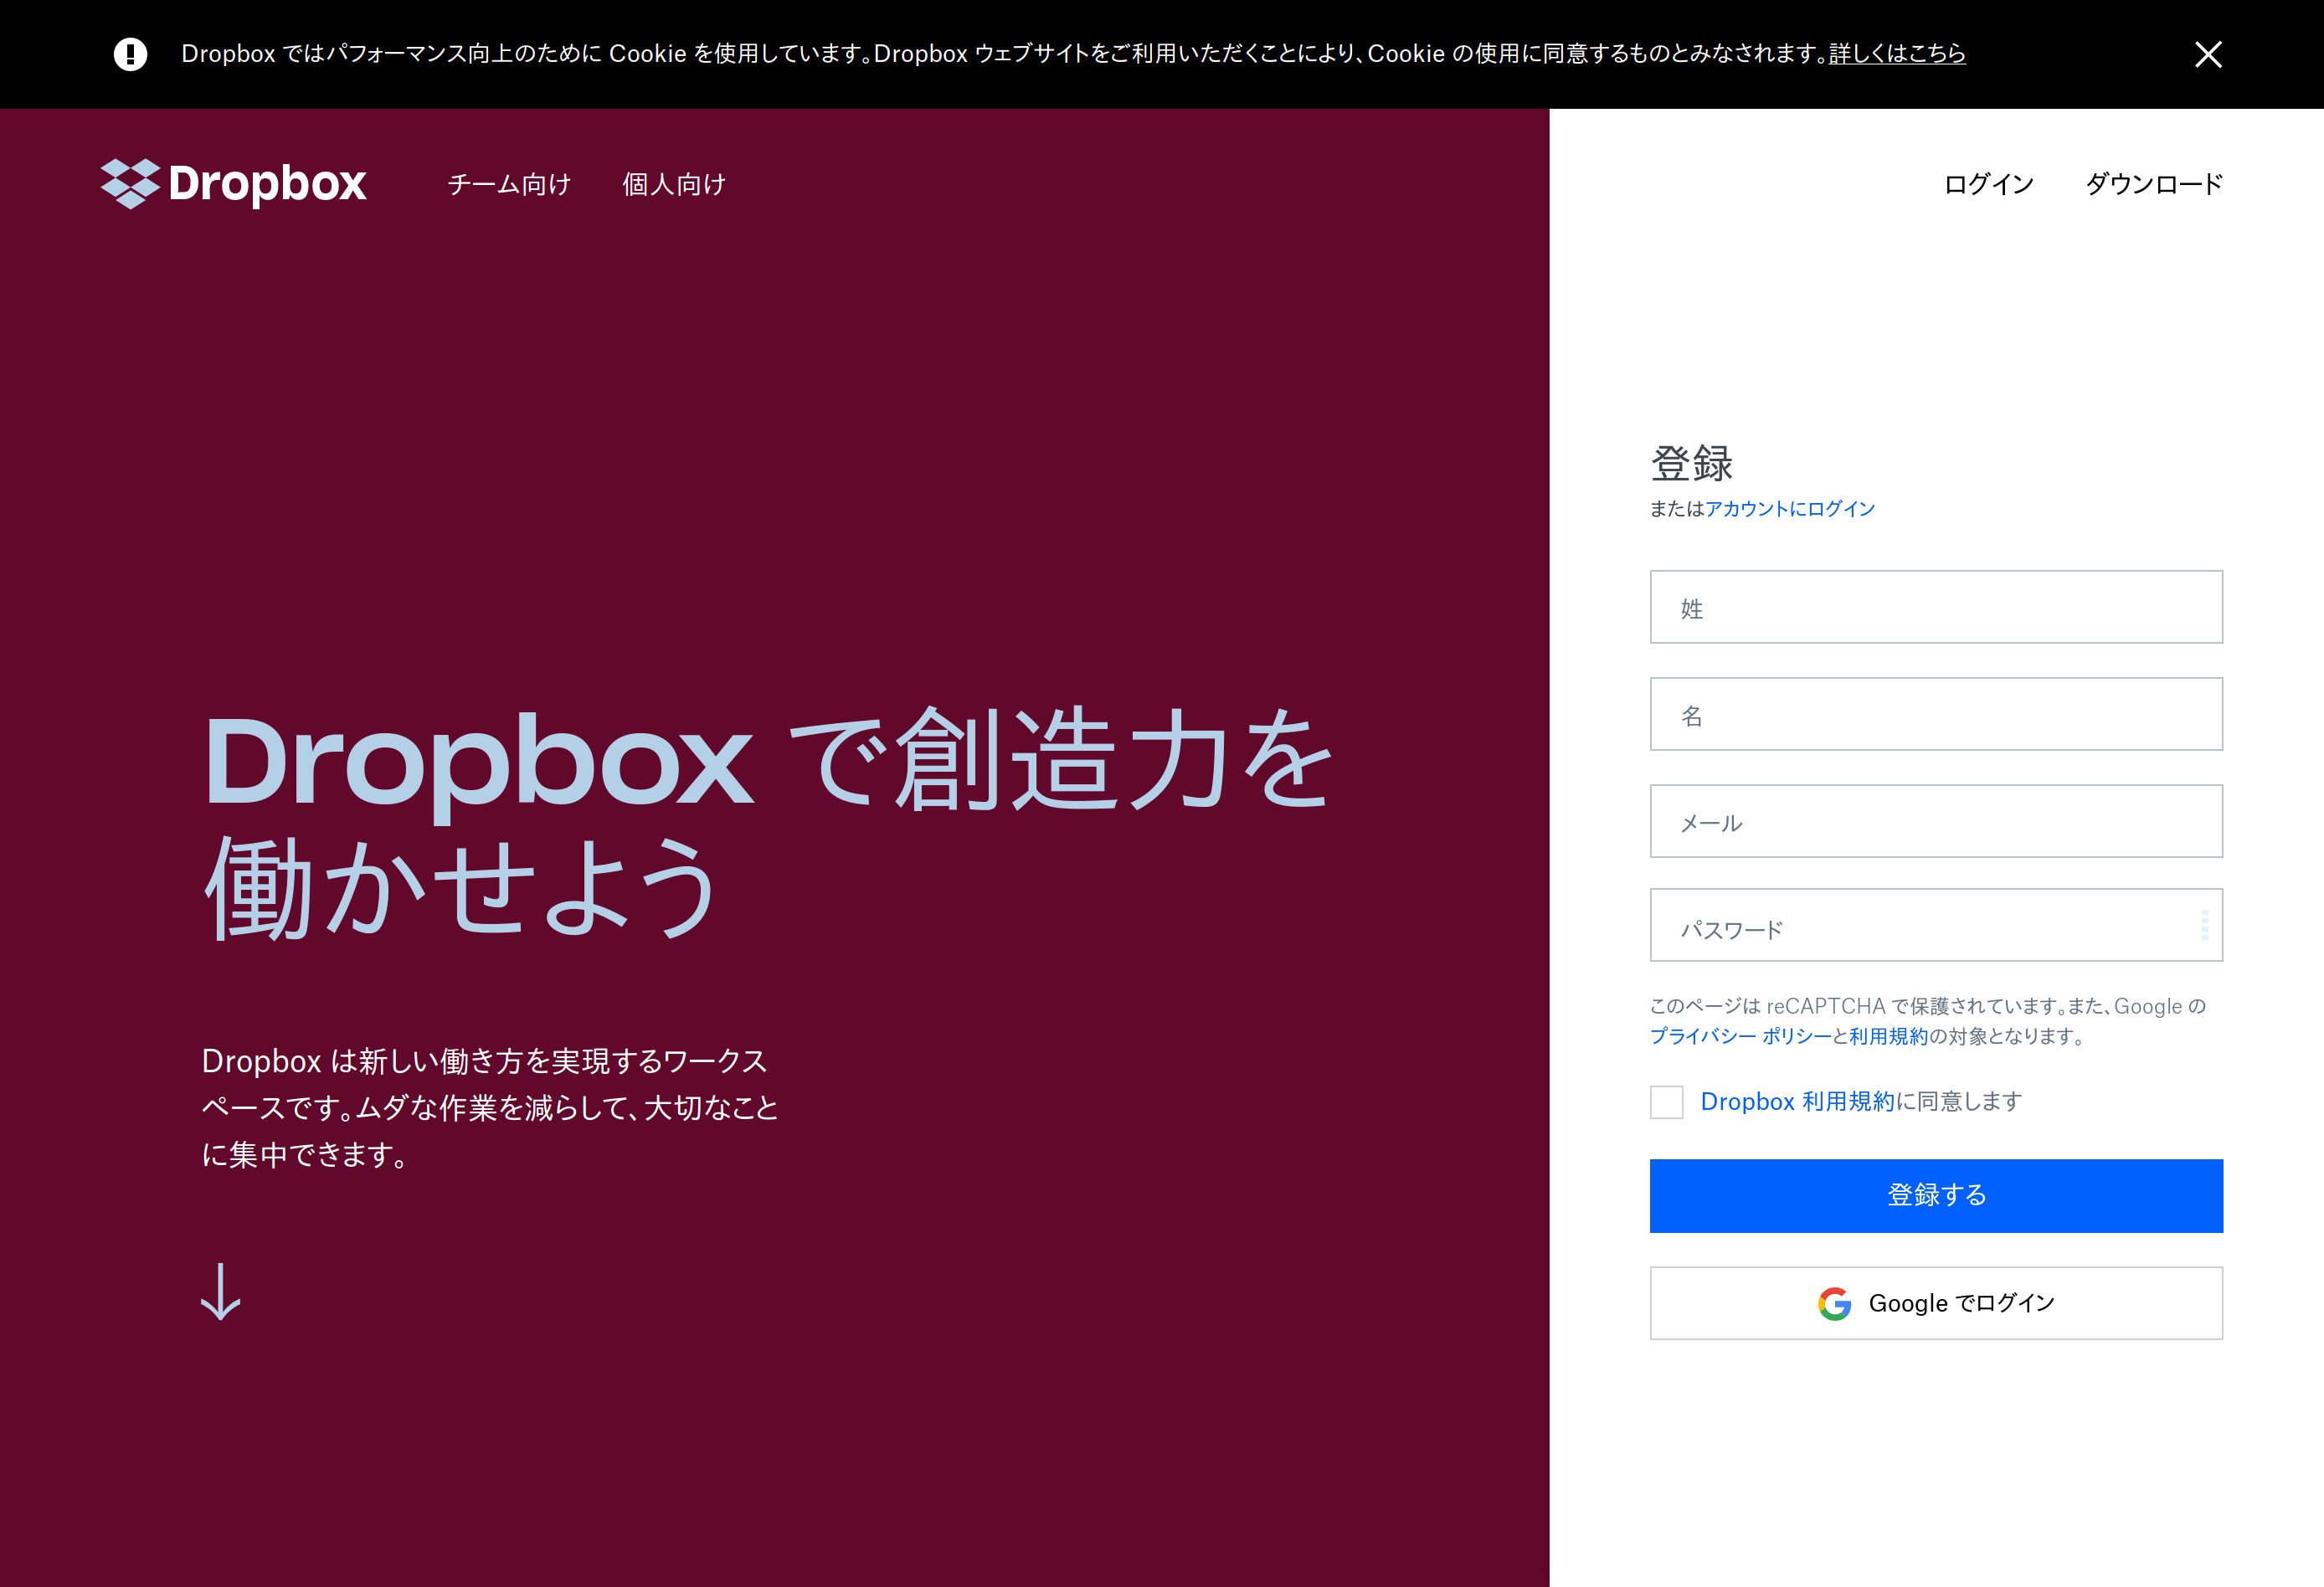 Dropbox ではパフォーマンス向上のために Cookie を使用しています。Dropbox ウェブサイトをご利用いただくことにより、Cookie の使用に同意するものとみなされます。詳しくはこちら
Dropbox チーム向け 個人向け ログイン ダウンロード
Dropbox で創造力を
働かせよう
Dropbox は新しい働き方を実現するワークス
ペースです。ムダな作業を減らして、大切なこと
に集中できます。
登録
またはアカウントにログイン
姓
名
メール
パスワード
このページは reCAPTCHA で保護されています。また、Google の
プライバシー ポリシーと利用規約の対象となります。
Dropbox 利用規約に同意します
登録する
Google でログイン